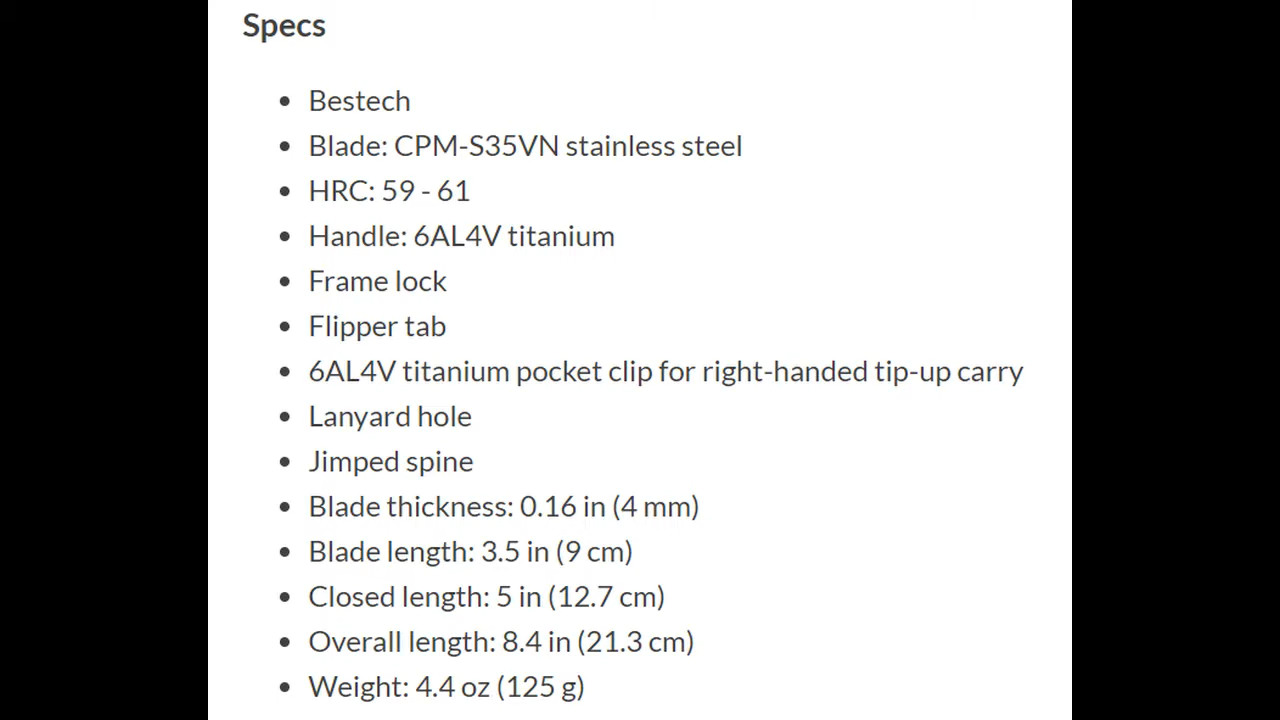 Specs
Bestech
Blade: CPM-S35VN stainless steel
HRC: 59 - 61
Handle: 6AL4V titanium
Frame lock
Flipper tab
6AL4V titanium pocket clip for right-handed tip-up carry
Lanyard hole
Jimped spine
Blade thickness: 0.16 in (4 mm)
Blade length: 3.5 in (9 cm)
Closed length: 5 in (12.7 cm)
Overall length: 8.4 in (21.3 cm)
Weight: 4.4 oz (125 g)